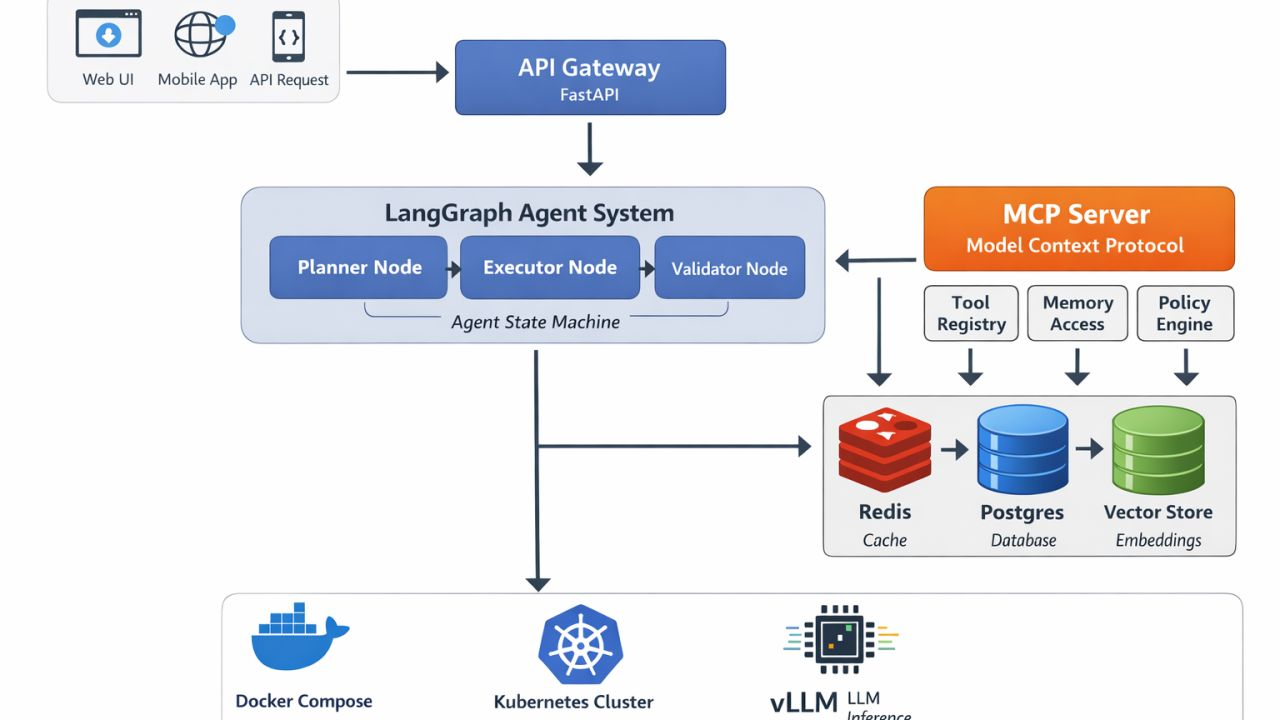 Web UI
Mobile App
API Request
API Gateway
FastAPI
LangGraph Agent System
Planner Node
Executor Node
Validator Node
Agent State Machine
MCP Server
Model Context Protocol
Tool
Registry
Memory
Access
Policy
Engine
Redis
Cache
Postgres
Database
Vector Store
Embeddings
Docker Compose
Kubernetes Cluster
vLLM LLM
Inference